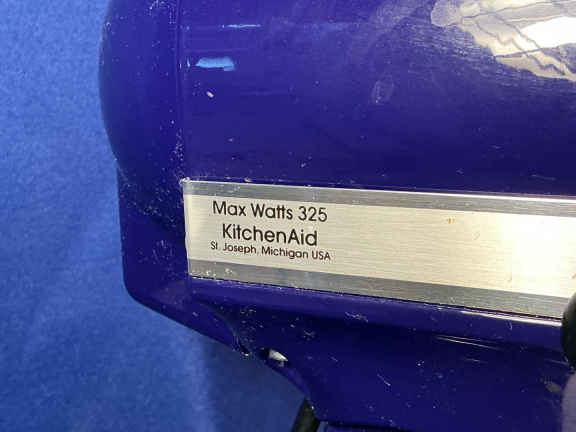 Max Watts 325
KitchenAid
St. Joseph, Michigan USA